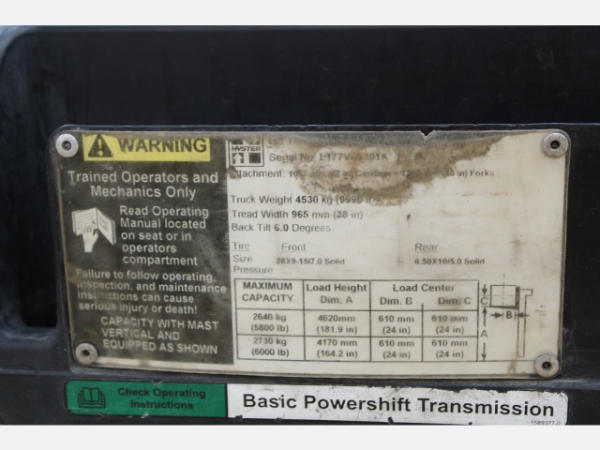 WARNING
Trained Operators and
Mechanics Only
Read Operating
Manual located
on seat or in
operators
compartment
Failure to follow operating,
inspection, and maintenance
instructions can cause
serious injury or death!
CAPACITY WITH MAST
VERTICAL AND
EQUIPPED AS SHOWN
HYSTER
Serial No.
Attachment: Carriage Forks
Truck Weight 4530 kg
Tread Width 965 mm (38 in)
Back Tilt 6.0 Degrees
Tire Front Rear
Size 28X9-15/7.0 Solid 6.50X10/5.0 Solid
Pressure
MAXIMUM CAPACITY Load Height Dim. A Load Center Dim. B Dim. C
2640 kg 4620mm 610 mm 610 mm
(5800 lb) (181.9 in) (24 in) (24 in)
2730 kg 4170 mm 610 mm 610 mm
(6000 lb) (164.2 in) (24 in) (24 in)
C
B
A
Check Operating
Instructions
Basic Powershift Transmission